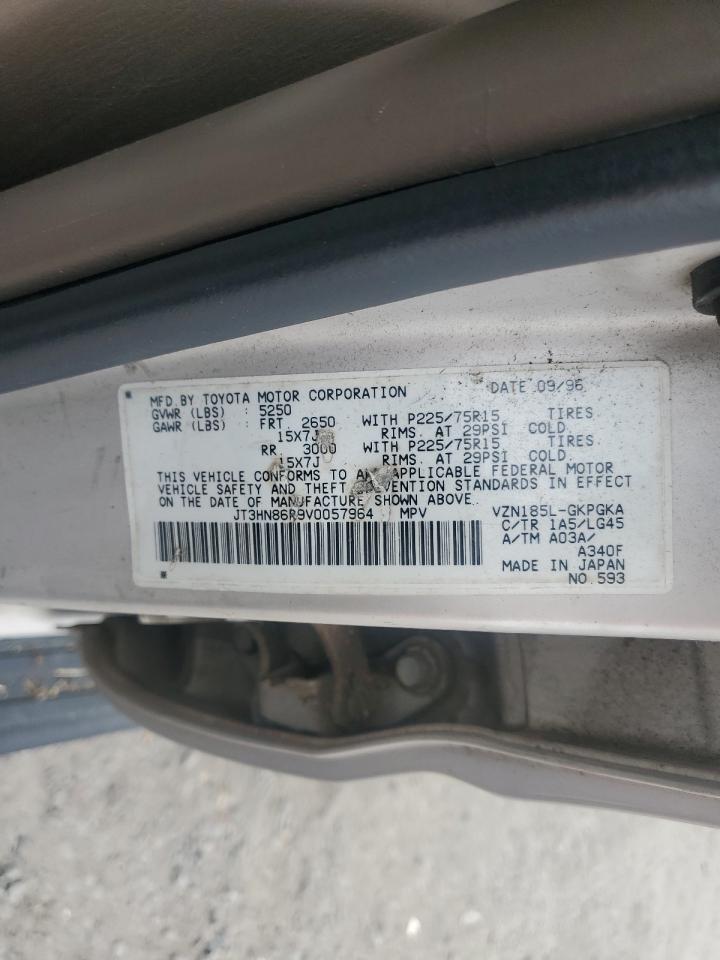 MFD.BY TOYOTA MOTOR CORPORATION DATE 09/96
GVWR (LBS) : 5250
GAWR (LBS) : FRT 2650 WITH P225/75R15 TIRES
15X7J RIMS. AT 29PSI COLD.
RR 3000 WITH P225/75R15 TIRES
15X7J RIMS. AT 29PSI COLD.
THIS VEHICLE CONFORMS TO ALL APPLICABLE FEDERAL MOTOR
VEHICLE SAFETY AND THEFT PREVENTION STANDARDS IN EFFECT
ON THE DATE OF MANUFACTURE SHOWN ABOVE.
JT3HN86R9V0057964 MPV VZN185L-GKPGKA
C/TR 1A5/LG45
A/TM A03A/
A340F
MADE IN JAPAN
NO.593